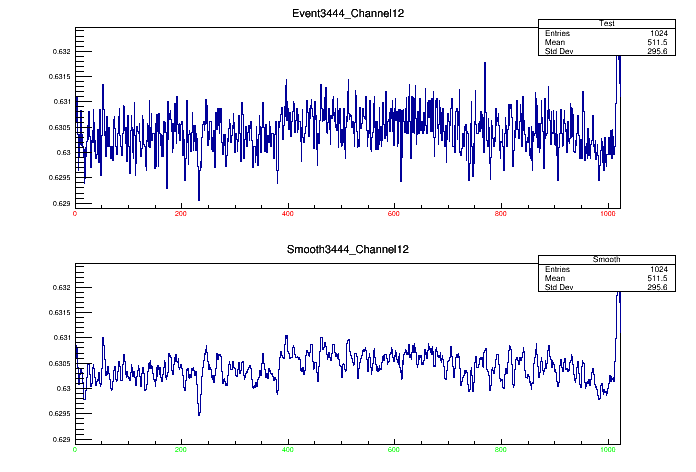 Event3444_Channel12
Test
Entries 1024
Mean 511.5
Std Dev 295.6
0.632
0.6315
0.631
0.6305
0.63
0.6295
0.629
0 200 400 600 800 1000
Smooth3444_Channel12
Smooth
Entries 1024
Mean 511.5
Std Dev 295.6
0.632
0.6315
0.631
0.6305
0.63
0.6295
0.629
0 200 400 600 800 1000